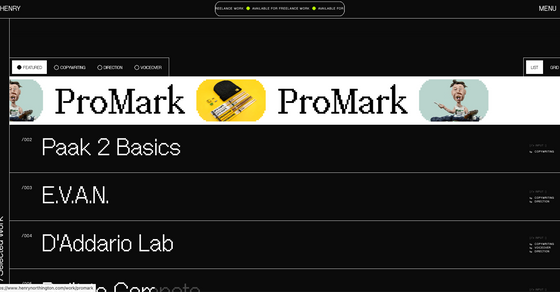 HENRY
FREELANCE WORK AVAILABLE FOR FREELANCE WORK AVAILABLE FOR
MENU
FEATURED COPYWRITING DIRECTION VOICEOVER
LIST GRID
ProMark ProMark
/002
Paak 2 Basics
COPYWRITING
/003
E.V.A.N.
COPYWRITING
DIRECTION
/004
D'Addario Lab
COPYWRITING
VOICEOVER
DIRECTION
Selected Work
https://www.henrynorthington.com/work/promark